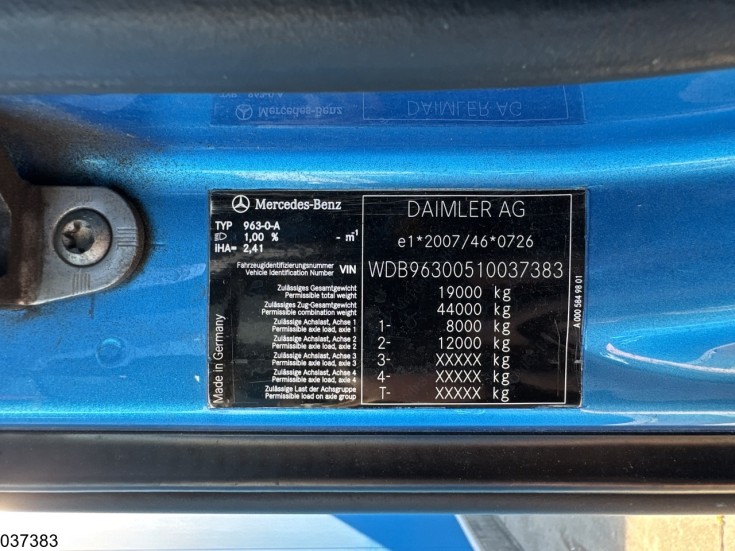 Mercedes-Benz DAIMLER AG
TYP 963-0-A
1,00 % - m⁻¹ e1*2007/46*0726
IHA= 2,41
Fahrzeugidentifizierungsnummer
Vehicle Identification Number VIN WDB96300510037383
Zulässiges Gesamtgewicht
Permissible total weight 19000 kg
Zulässiges Zug-Gesamtgewicht
Permissible combination weight 44000 kg
Zulässige Achslast, Achse 1
Permissible axle load, axle 1 1- 8000 kg
Zulässige Achslast, Achse 2
Permissible axle load, axle 2 2- 12000 kg
Zulässige Achslast, Achse 3
Permissible axle load, axle 3 3- XXXXX kg
Zulässige Achslast, Achse 4
Permissible axle load, axle 4 4- XXXXX kg
Zulässige Last der Achsgruppe
Permissible load on axle group T- XXXXX kg
Made in Germany
A 000 584 98 01
037383